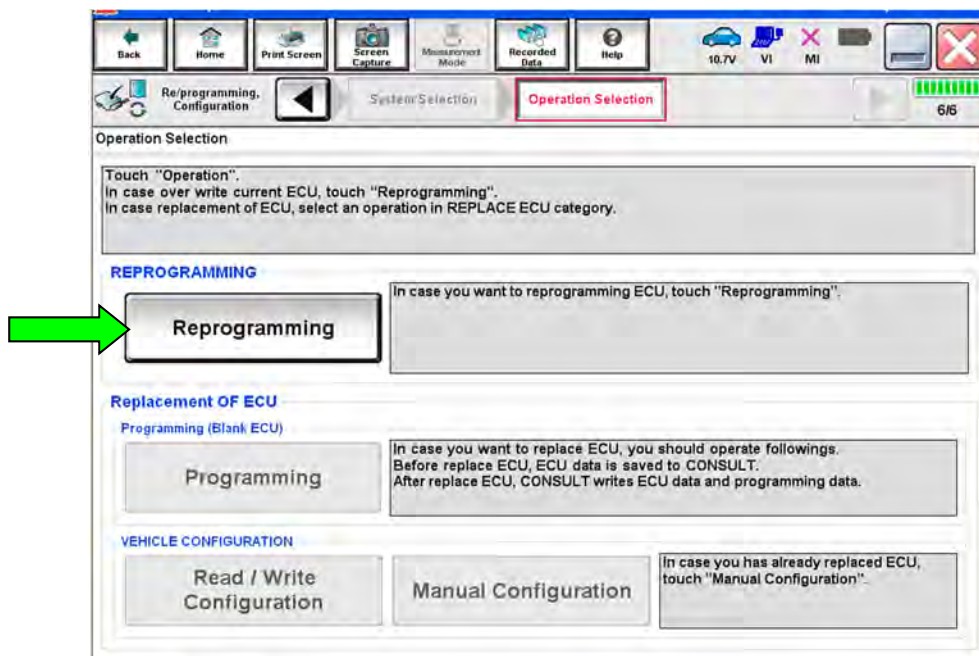 Back
Home
Print Screen
Screen
Capture
Measurement
Mode
Recorded
Data
Help
10.7V
VI
MI
Re/programming,
Configuration
System Selection
Operation Selection
6/6
Operation Selection
Touch "Operation".
In case over write current ECU, touch "Reprogramming".
In case replacement of ECU, select an operation in REPLACE ECU category.
REPROGRAMMING
Reprogramming
In case you want to reprogramming ECU, touch "Reprogramming".
Replacement OF ECU
Programming (Blank ECU)
Programming
In case you want to replace ECU, you should operate followings.
Before replace ECU, ECU data is saved to CONSULT.
After replace ECU, CONSULT writes ECU data and programming data.
VEHICLE CONFIGURATION
Read / Write
Configuration
Manual Configuration
In case you has already replaced ECU,
touch "Manual Configuration".